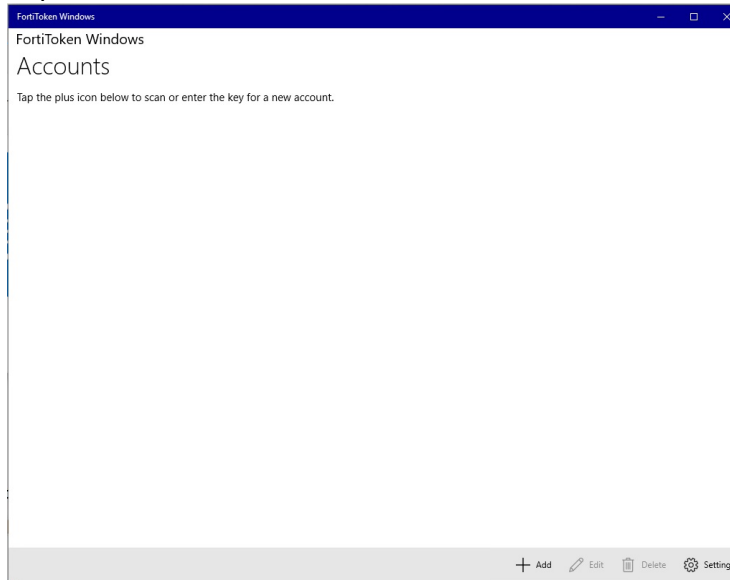 FortiToken Windows
FortiToken Windows
Accounts
Tap the plus icon below to scan or enter the key for a new account.
Add Edit Delete Setting